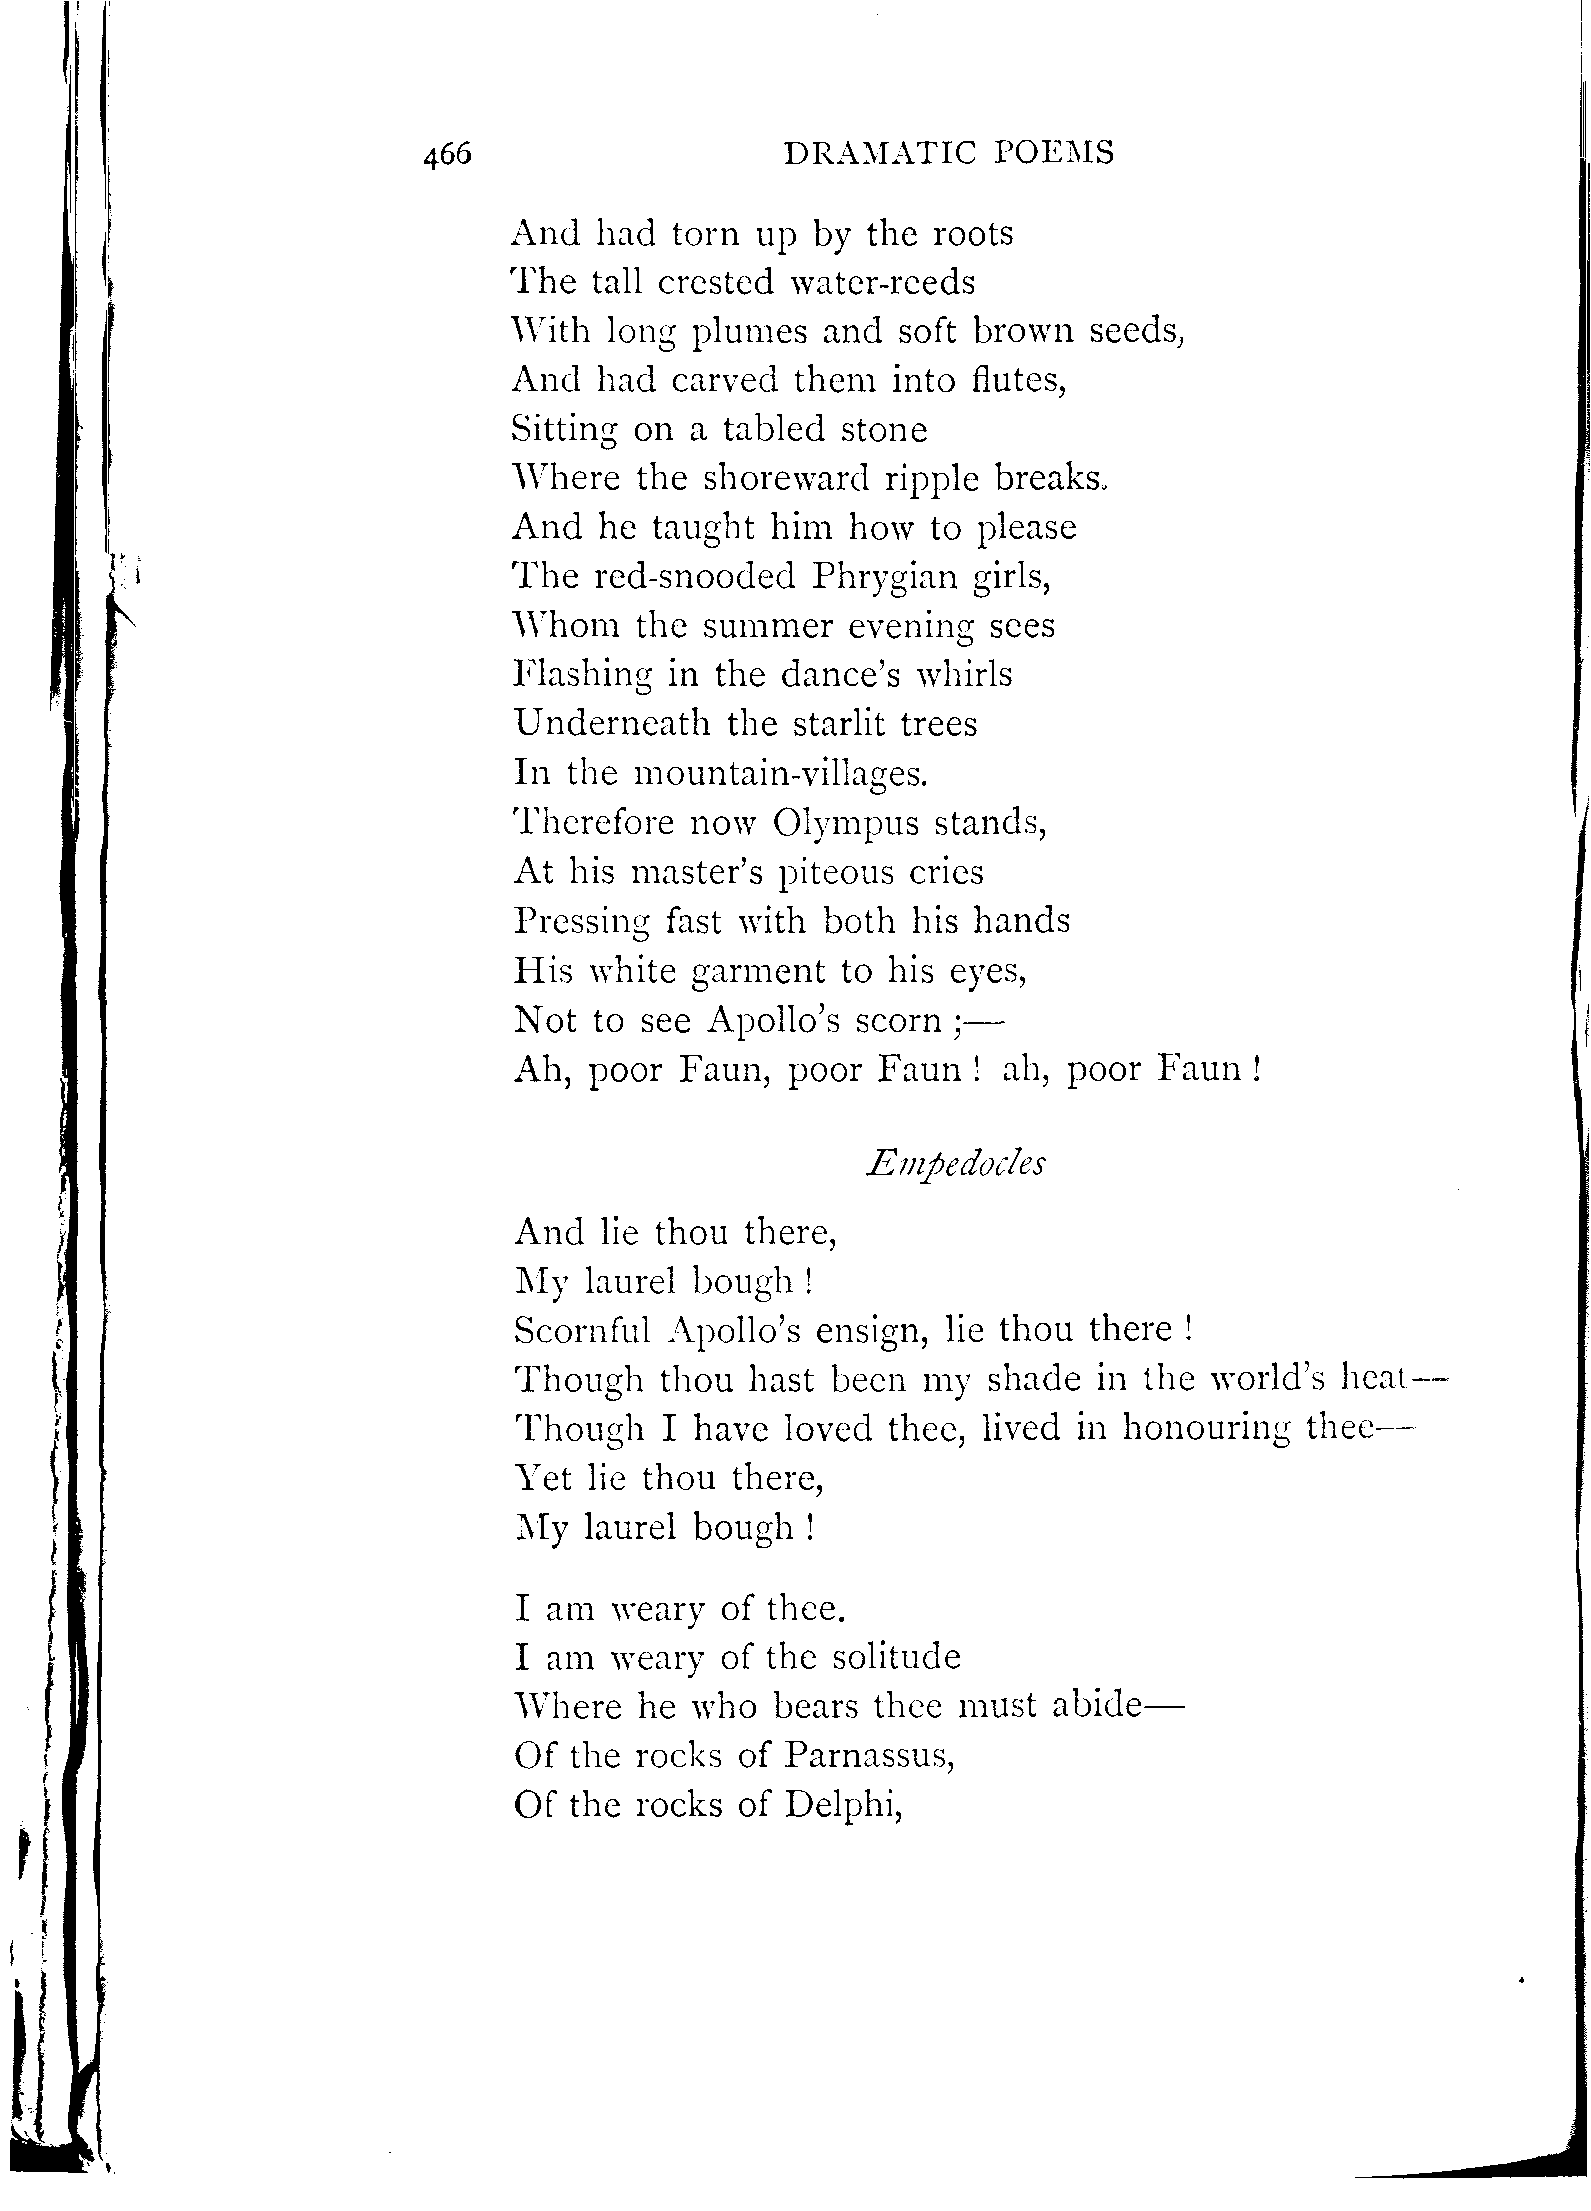 466 DRAMATIC POEMS
And had torn up by the roots
The tall crested water-reeds
With long plumes and soft brown seeds,
And had carved them into flutes,
Sitting on a tabled stone
Where the shoreward ripple breaks.
And he taught him how to please
The red-snooded Phrygian girls,
Whom the summer evening sees
Flashing in the dance's whirls
Underneath the starlit trees
In the mountain-villages.
Therefore now Olympus stands,
At his master's piteous cries
Pressing fast with both his hands
His white garment to his eyes,
Not to see Apollo's scorn ;—
Ah, poor Faun, poor Faun ! ah, poor Faun !
Empedocles
And lie thou there,
My laurel bough !
Scornful Apollo's ensign, lie thou there !
Though thou hast been my shade in the world's heat—
Though I have loved thee, lived in honouring thee—
Yet lie thou there,
My laurel bough !
I am weary of thee.
I am weary of the solitude
Where he who bears thee must abide—
Of the rocks of Parnassus,
Of the rocks of Delphi,